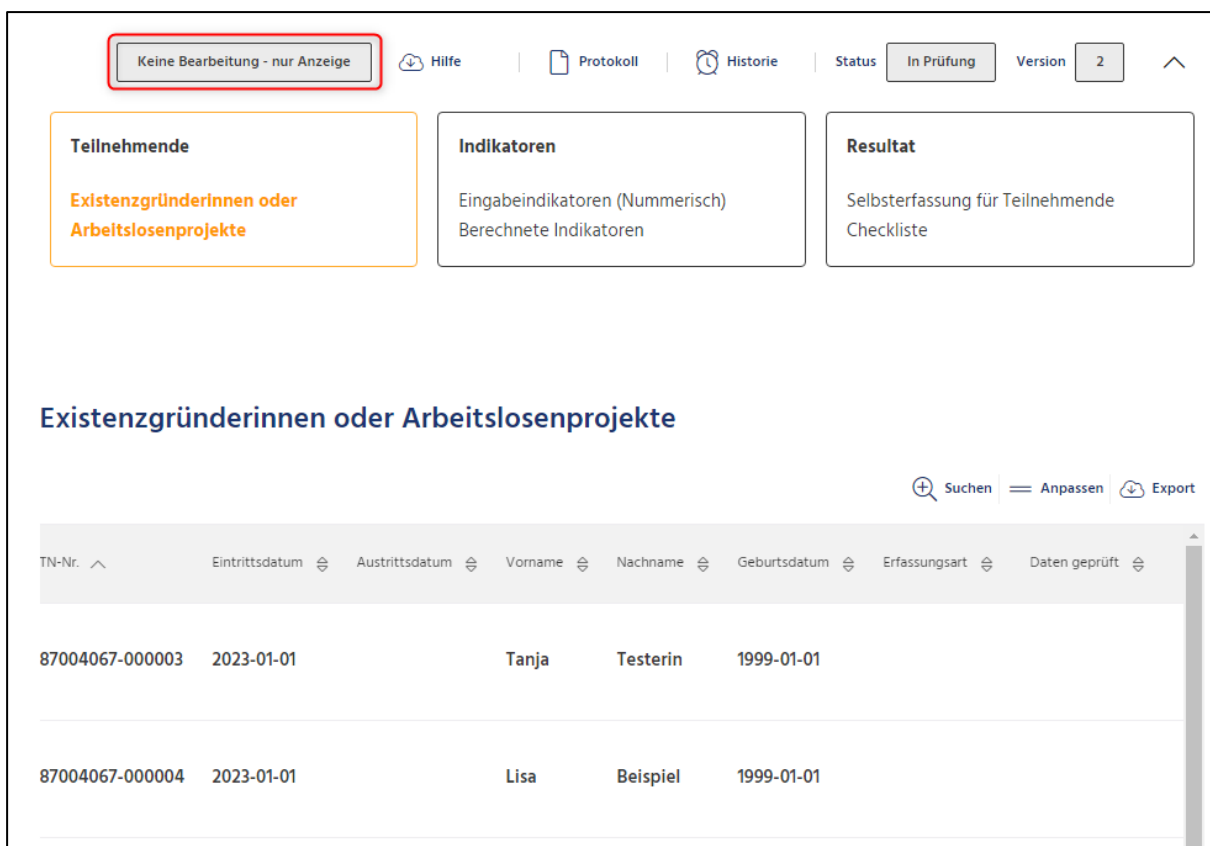 Keine Bearbeitung - nur Anzeige Hilfe Protokoll Historie Status In Prüfung Version 2
Teilnehmende
Existenzgründerinnen oder
Arbeitslosenprojekte
Indikatoren
Eingabeindikatoren (Nummerisch)
Berechnete Indikatoren
Resultat
Selbsterfassung für Teilnehmende
Checkliste
Existenzgründerinnen oder Arbeitslosenprojekte
Suchen Anpassen Export
TN-Nr. Eintrittsdatum Austrittsdatum Vorname Nachname Geburtsdatum Erfassungsart Daten geprüft
87004067-000003 2023-01-01 Tanja Testerin 1999-01-01
87004067-000004 2023-01-01 Lisa Beispiel 1999-01-01